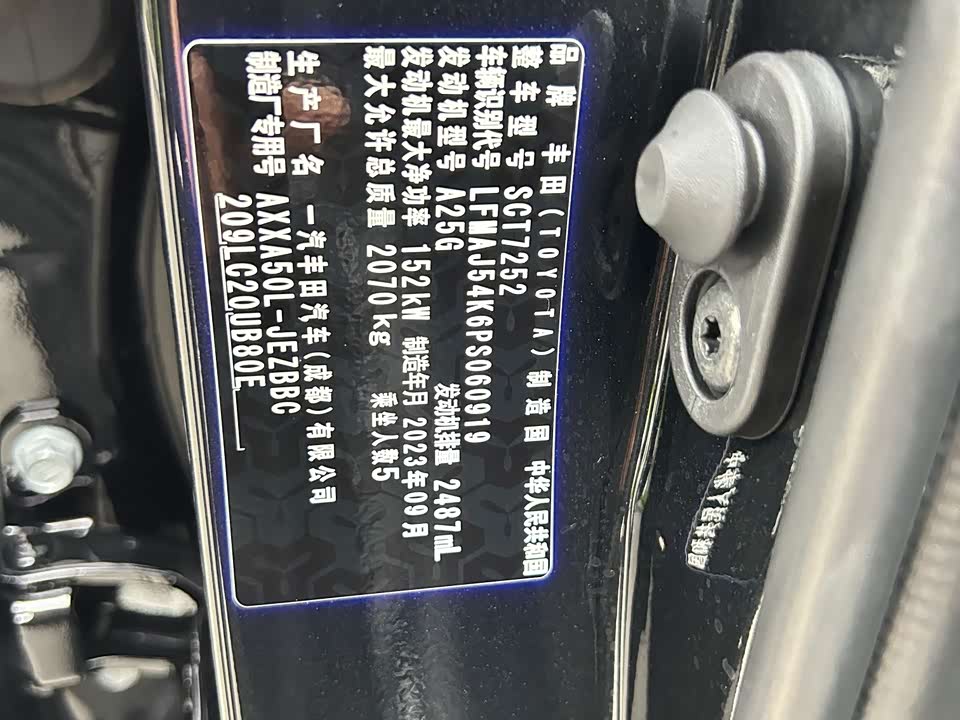 品牌 丰田(TOYOTA) 制造国 中华人民共和国
整车型号 SCT7252
车辆识别代号 LFMAJ54K6PS060919
发动机型号 A25G 发动机排量 2487mL
发动机最大净功率 152kW 制造年月 2023年09月
最大允许总质量 2070kg 乘坐人数5
生产厂名 一汽丰田汽车(成都)有限公司
制造厂专用号 AXXA50L-JEZBBC
209LC20UB80E